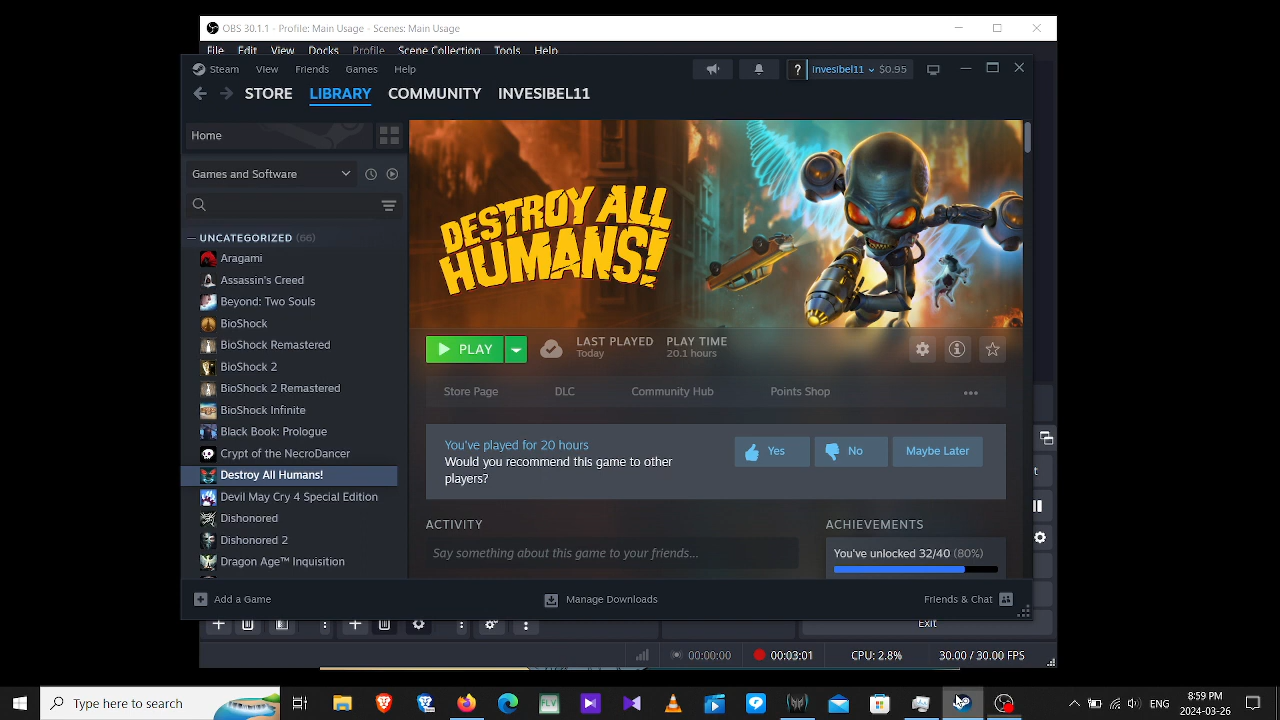 OBS 30.1.1 - Profile: Main Usage - Scenes: Main Usage
File Edit View Docks Profile Scene Collection Tools Help
Steam View Friends Games Help
? Invesibel11 $0.95
STORE LIBRARY COMMUNITY INVESIBEL11
Home
Games and Software
UNCATEGORIZED (66)
Aragami
Assassin's Creed
Beyond: Two Souls
BioShock
BioShock Remastered
BioShock 2
BioShock 2 Remastered
BioShock Infinite
Black Book: Prologue
Crypt of the NecroDancer
Destroy All Humans!
Devil May Cry 4 Special Edition
Dishonored
Dishonored 2
Dragon Age™ Inquisition
DESTROY ALL
HUMANS!
PLAY
LAST PLAYED
Today
PLAY TIME
20.1 hours
Store Page DLC Community Hub Points Shop
You've played for 20 hours
Would you recommend this game to other
players?
Yes No Maybe Later
ACTIVITY
Say something about this game to your friends...
ACHIEVEMENTS
You've unlocked 32/40 (80%)
Add a Game Manage Downloads Friends & Chat
Exit
00:00:00 00:03:01 CPU: 2.8% 30.00 / 30.00 FPS
Type here to search
FLV
8:59 PM
2024-03-26